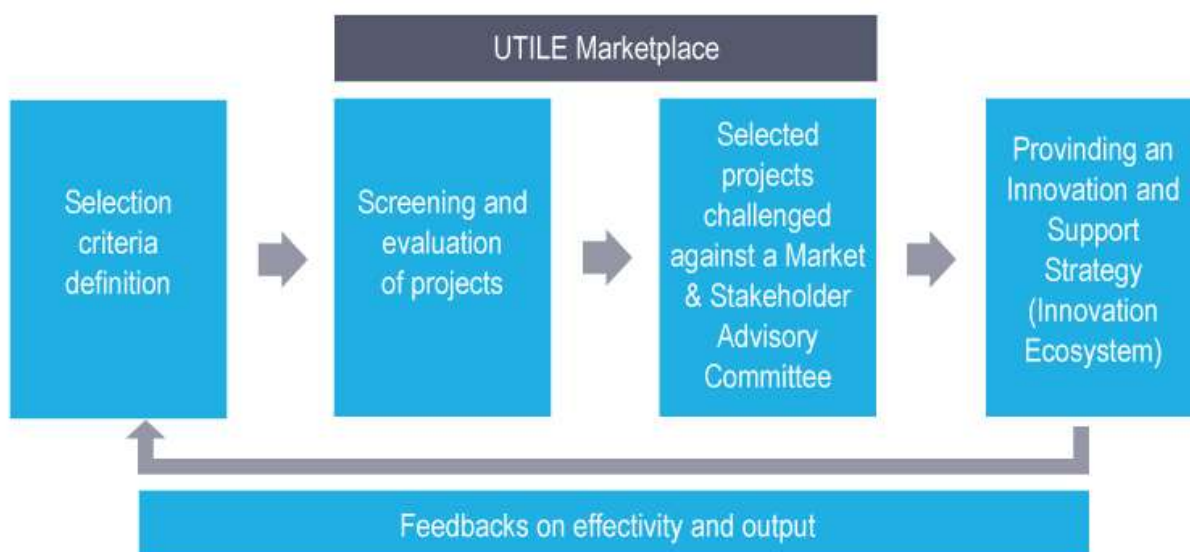 UTILE Marketplace
Selection
criteria
definition
Screening and
evaluation
of projects
Selected
projects
challenged
against a Market
& Stakeholder
Advisory
Committee
Provinding an
Innovation and
Support
Strategy
(Innovation
Ecosystem)
Feedbacks on effectivity and output